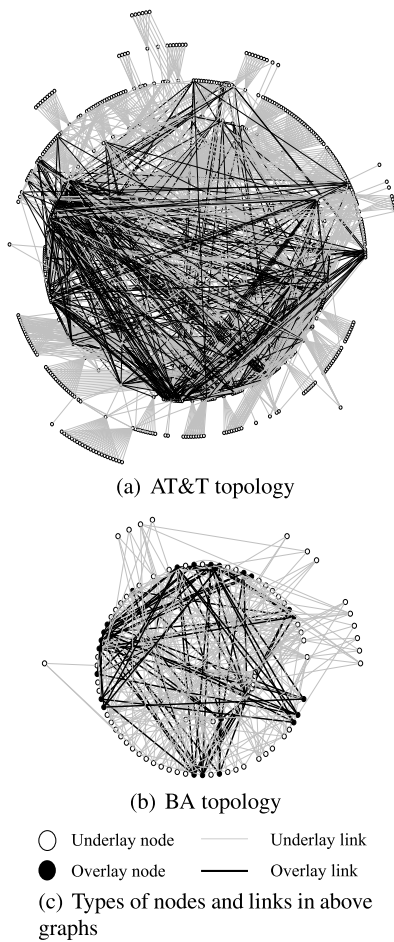 (a) AT&T topology
(b) BA topology
Underlay node
Underlay link
Overlay node
Overlay link
(c) Types of nodes and links in above
graphs